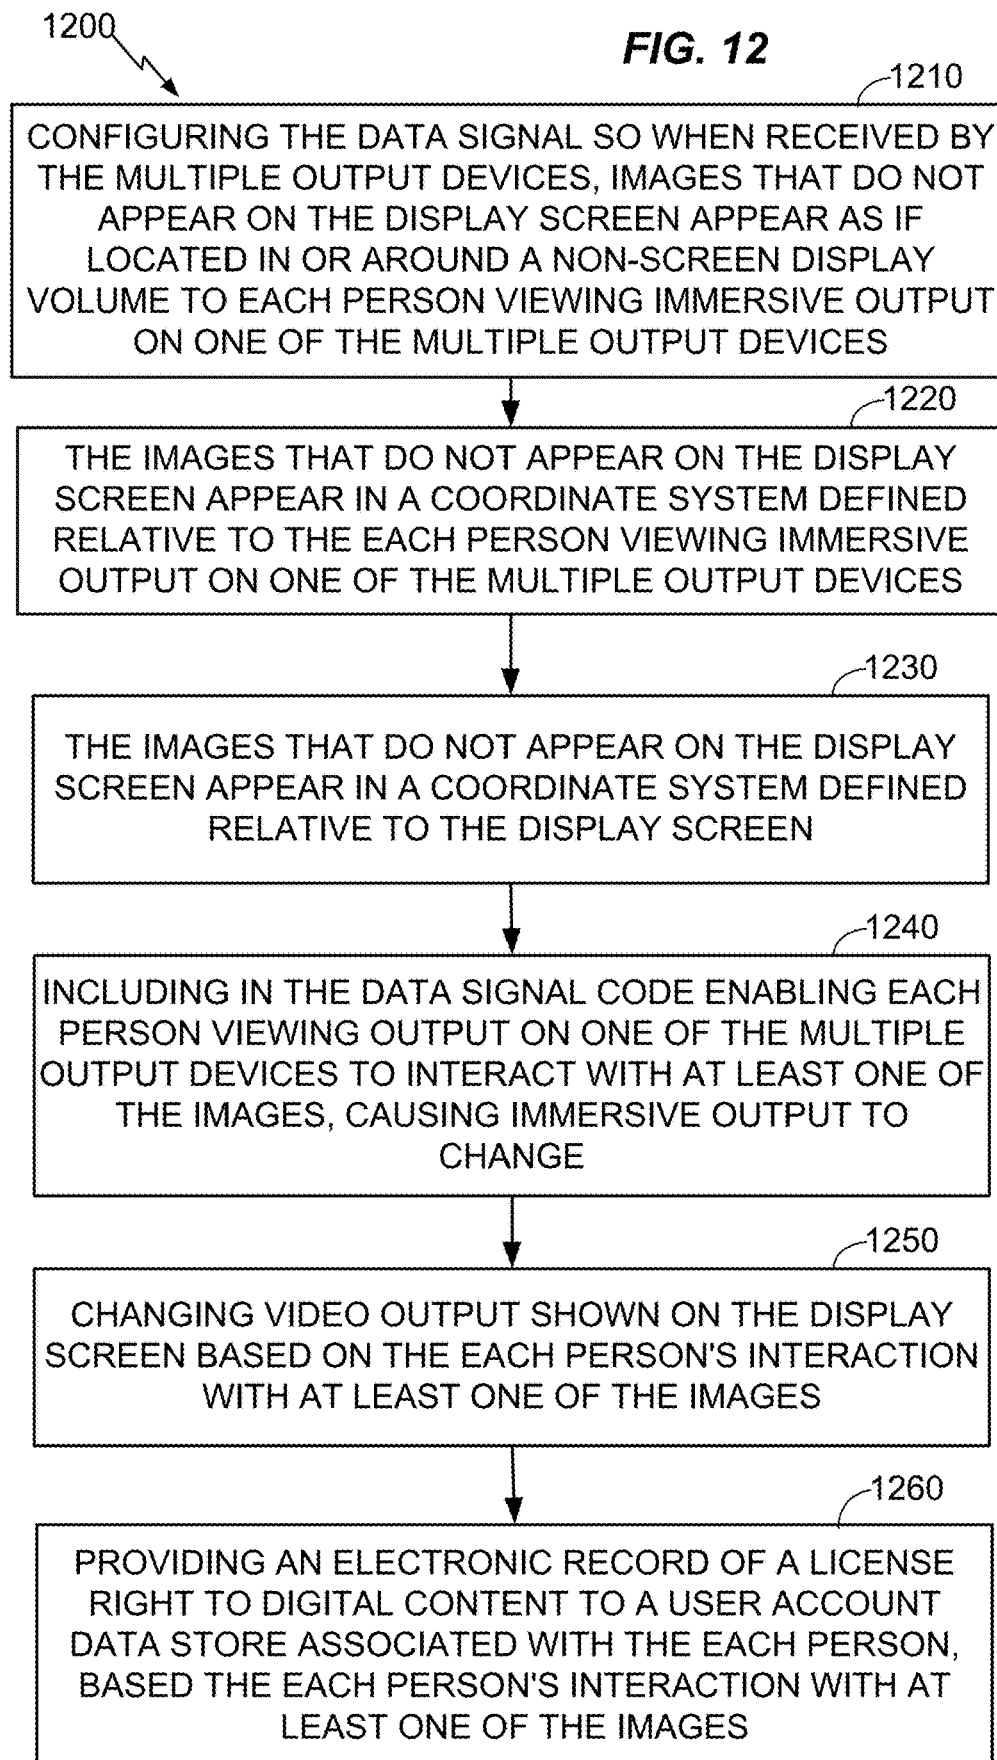 1200
FIG. 12
1210
CONFIGURING THE DATA SIGNAL SO WHEN RECEIVED BY
THE MULTIPLE OUTPUT DEVICES, IMAGES THAT DO NOT
APPEAR ON THE DISPLAY SCREEN APPEAR AS IF
LOCATED IN OR AROUND A NON-SCREEN DISPLAY
VOLUME TO EACH PERSON VIEWING IMMERSIVE OUTPUT
ON ONE OF THE MULTIPLE OUTPUT DEVICES
1220
THE IMAGES THAT DO NOT APPEAR ON THE DISPLAY
SCREEN APPEAR IN A COORDINATE SYSTEM DEFINED
RELATIVE TO THE EACH PERSON VIEWING IMMERSIVE
OUTPUT ON ONE OF THE MULTIPLE OUTPUT DEVICES
1230
THE IMAGES THAT DO NOT APPEAR ON THE DISPLAY
SCREEN APPEAR IN A COORDINATE SYSTEM DEFINED
RELATIVE TO THE DISPLAY SCREEN
1240
INCLUDING IN THE DATA SIGNAL CODE ENABLING EACH
PERSON VIEWING OUTPUT ON ONE OF THE MULTIPLE
OUTPUT DEVICES TO INTERACT WITH AT LEAST ONE OF
THE IMAGES, CAUSING IMMERSIVE OUTPUT TO
CHANGE
1250
CHANGING VIDEO OUTPUT SHOWN ON THE DISPLAY
SCREEN BASED ON THE EACH PERSON'S INTERACTION
WITH AT LEAST ONE OF THE IMAGES
1260
PROVIDING AN ELECTRONIC RECORD OF A LICENSE
RIGHT TO DIGITAL CONTENT TO A USER ACCOUNT
DATA STORE ASSOCIATED WITH THE EACH PERSON,
BASED THE EACH PERSON'S INTERACTION WITH AT
LEAST ONE OF THE IMAGES